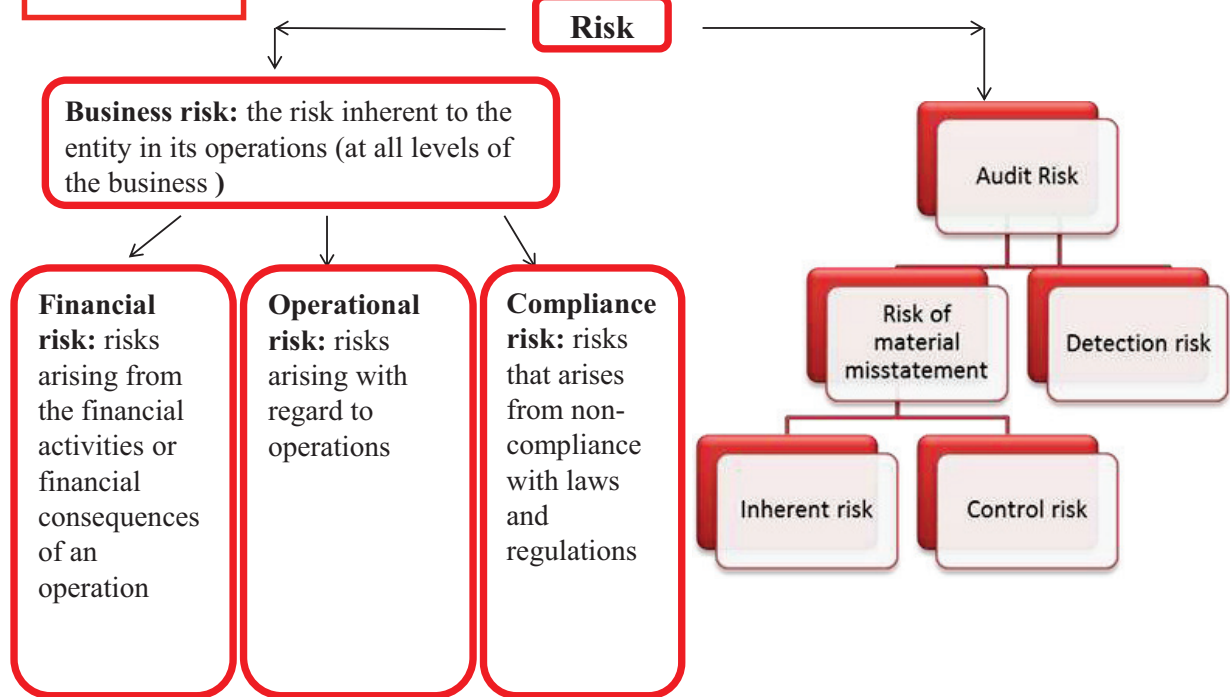 Risk
Business risk: the risk inherent to the
entity in its operations (at all levels of
the business )
Financial
risk: risks
arising from
the financial
activities or
financial
consequences
of an
operation
Operational
risk: risks
arising with
regard to
operations
Compliance
risk: risks
that arises
from non-
compliance
with laws
and
regulations
Audit Risk
Risk of
material
misstatement
Detection risk
Inherent risk
Control risk